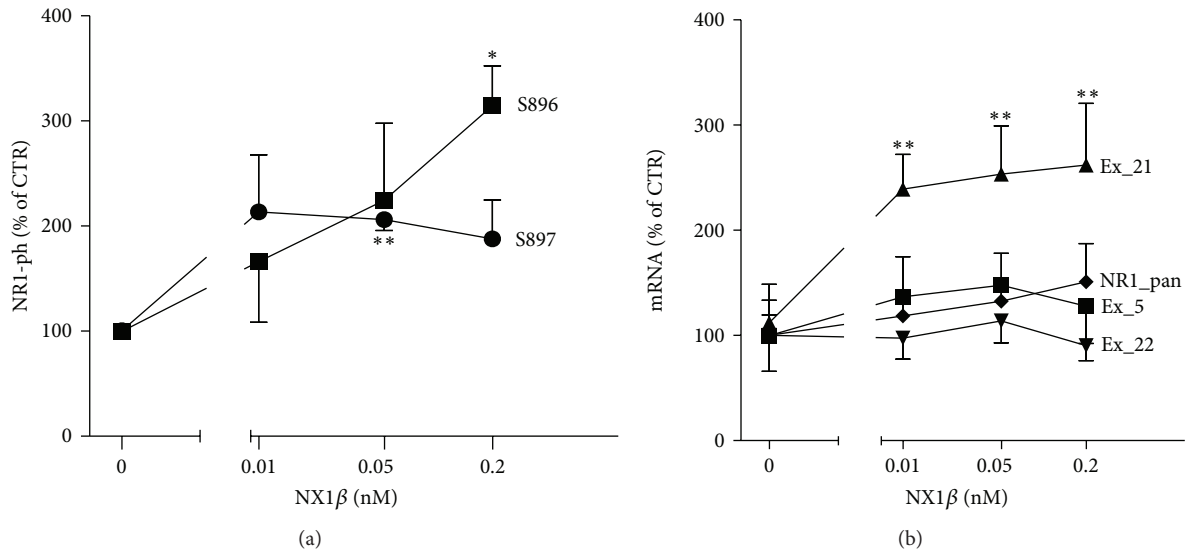 400
300
200
100
0
NR1-ph (% of CTR)
*
S896
**
S897
0
0.01
0.05
0.2
NX1β (nM)
(a)
400
300
200
100
0
mRNA (% of CTR)
**
**
**
Ex_21
NR1_pan
Ex_5
Ex_22
0
0.01
0.05
0.2
NX1β (nM)
(b)